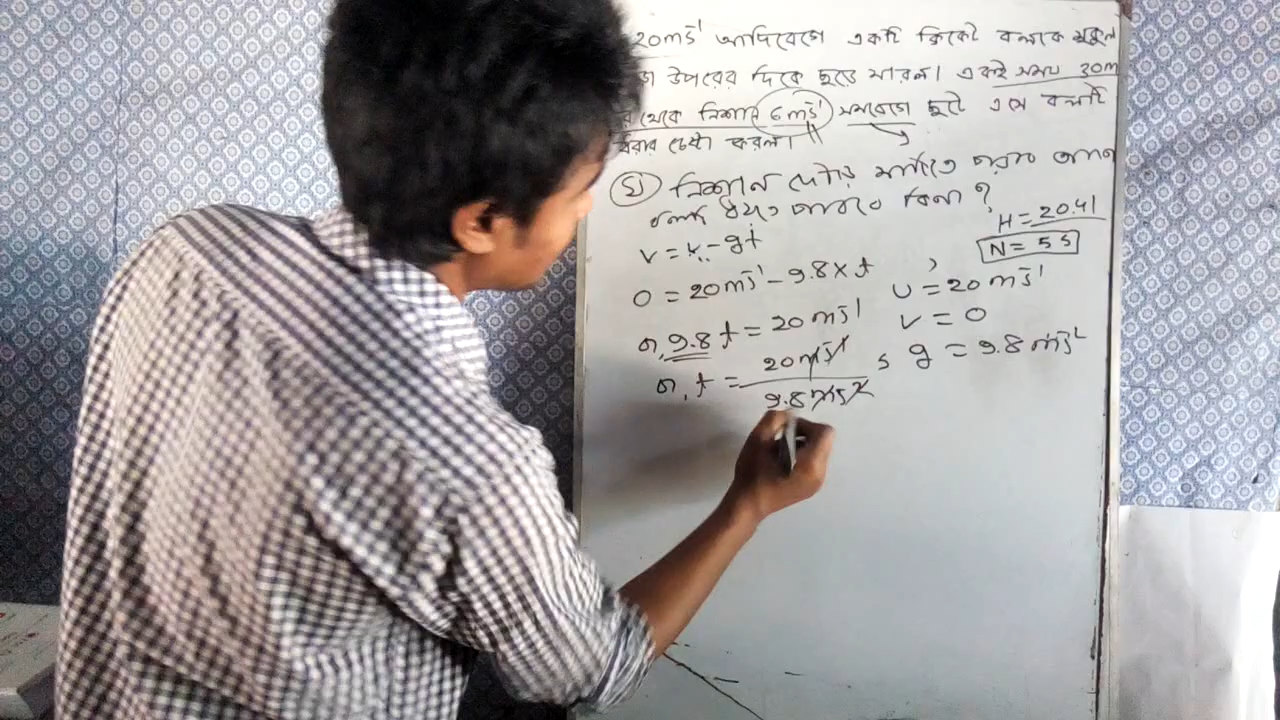 20ms⁻¹ আদিবেগে একটি ক্রিকেট বলকে মুকুল
উপরের দিকে ছুড়ে মারল। একই সময় 30m
থেকে নিশান 6ms⁻¹ সমবেগে ছুটে এসে বলটি
ধরার চেষ্টা করল।
ঘ) নিশান বলটি মাটিতে পরার আগে
বলটি ধরতে পারবে কিনা?
H = 20.41
N = 5s
v = u - gt
0 = 20ms⁻¹ - 9.8 × t , u = 20ms⁻¹
বা, 9.8 t = 20ms⁻¹ v = 0
বা, t = 20ms⁻¹ / 9.8ms⁻² s g = 9.8ms⁻²